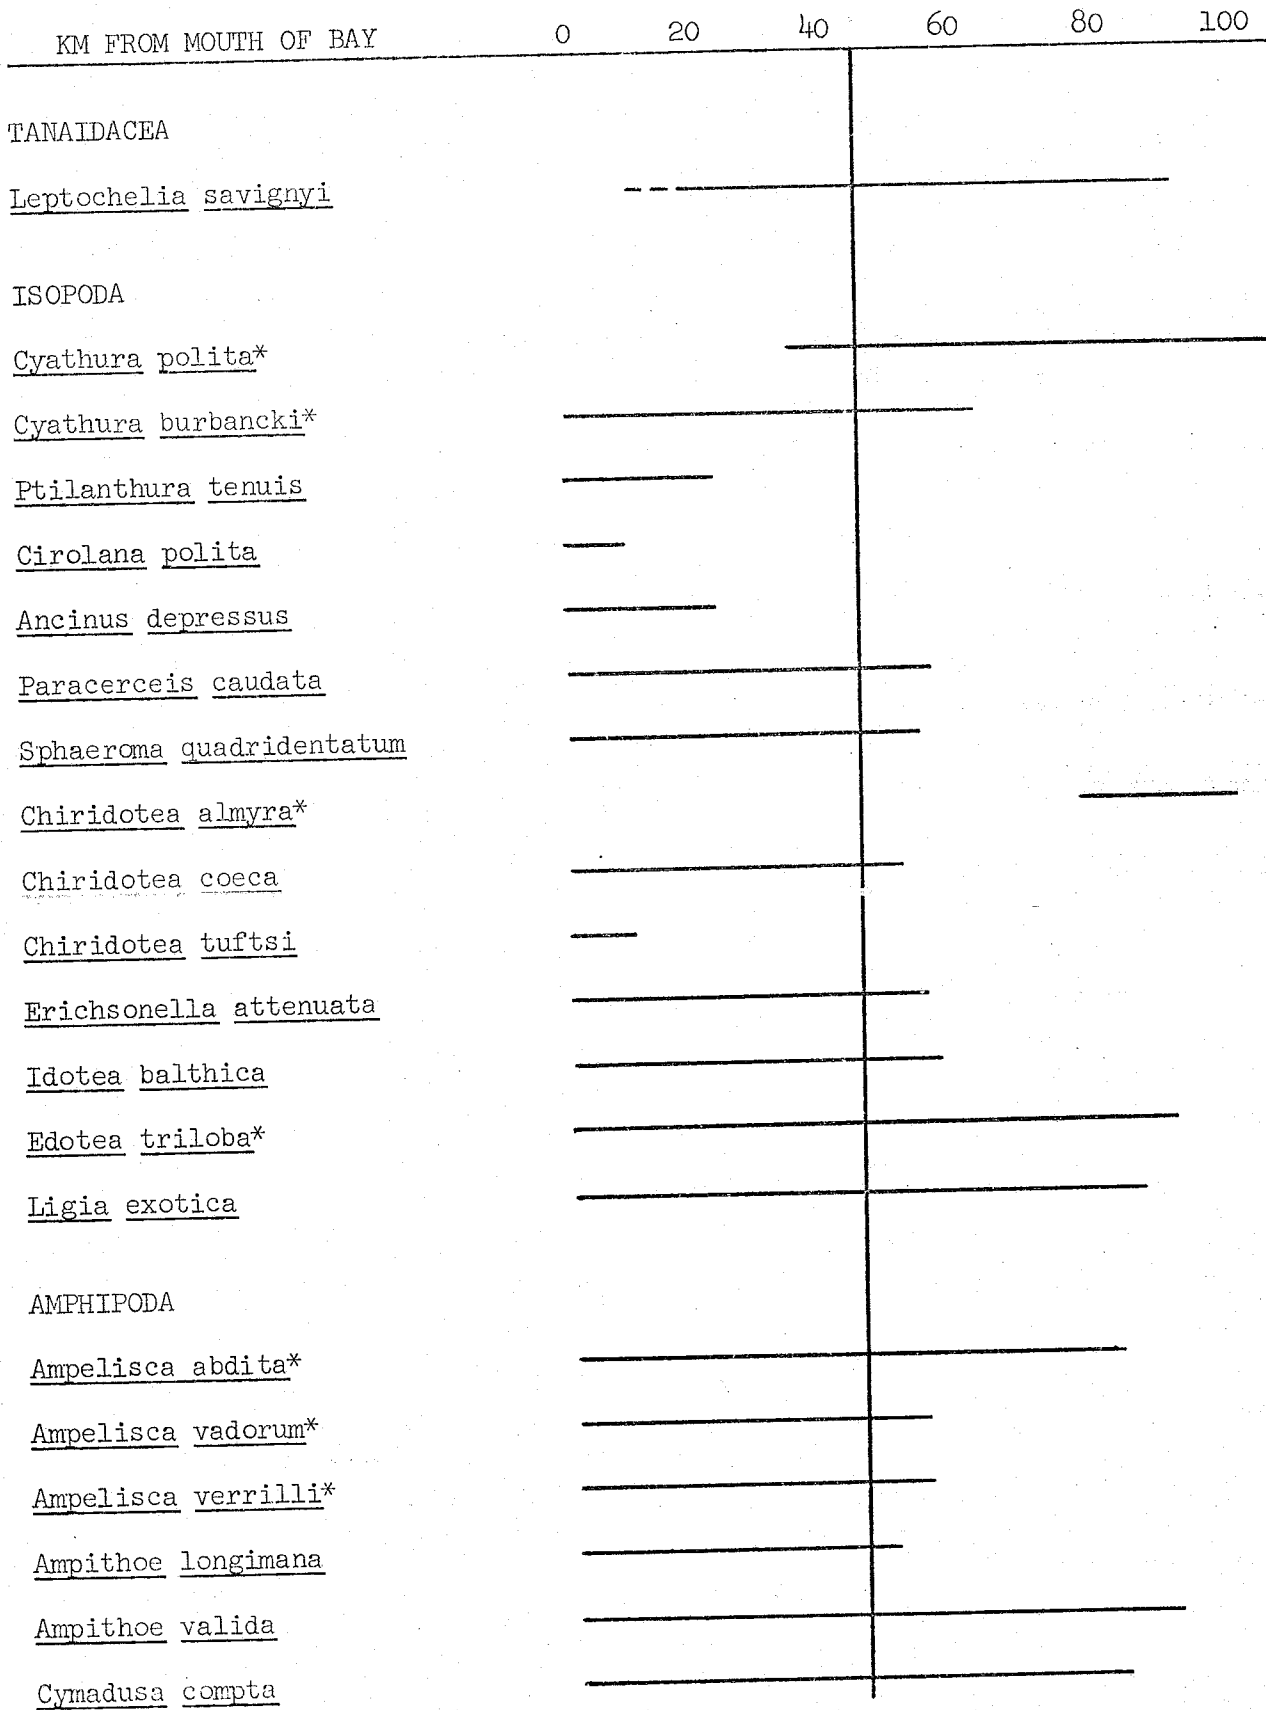 KM FROM MOUTH OF BAY 0 20 40 60 80 100
TANAIDACEA
Leptochelia savignyi
ISOPODA
Cyathura polita*
Cyathura burbancki*
Ptilanthura tenuis
Cirolana polita
Ancinus depressus
Paracerceis caudata
Sphaeroma quadridentatum
Chiridotea almyra*
Chiridotea coeca
Chiridotea tuftsi
Erichsonella attenuata
Idotea balthica
Edotea triloba*
Ligia exotica
AMPHIPODA
Ampelisca abdita*
Ampelisca vadorum*
Ampelisca verrilli*
Ampithoe longimana
Ampithoe valida
Cymadusa compta